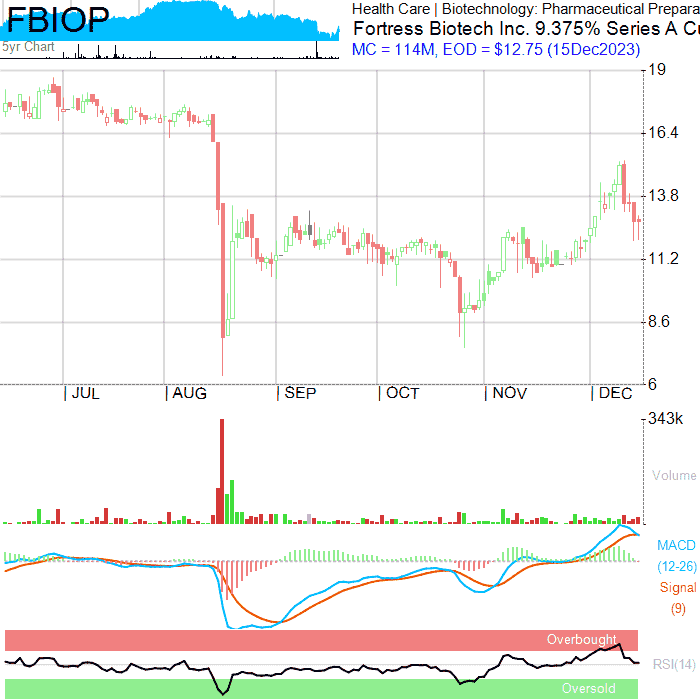 FBIOP
5yr Chart
Health Care | Biotechnology: Pharmaceutical Prepara
Fortress Biotech Inc. 9.375% Series A Cu
MC = 114M, EOD = $12.75 (15Dec2023)
19
16.4
13.8
11.2
8.6
6
| JUL | AUG | SEP | OCT | NOV | DEC
343k
Volume
MACD
(12-26)
Signal
(9)
Overbought
RSI(14)
Oversold